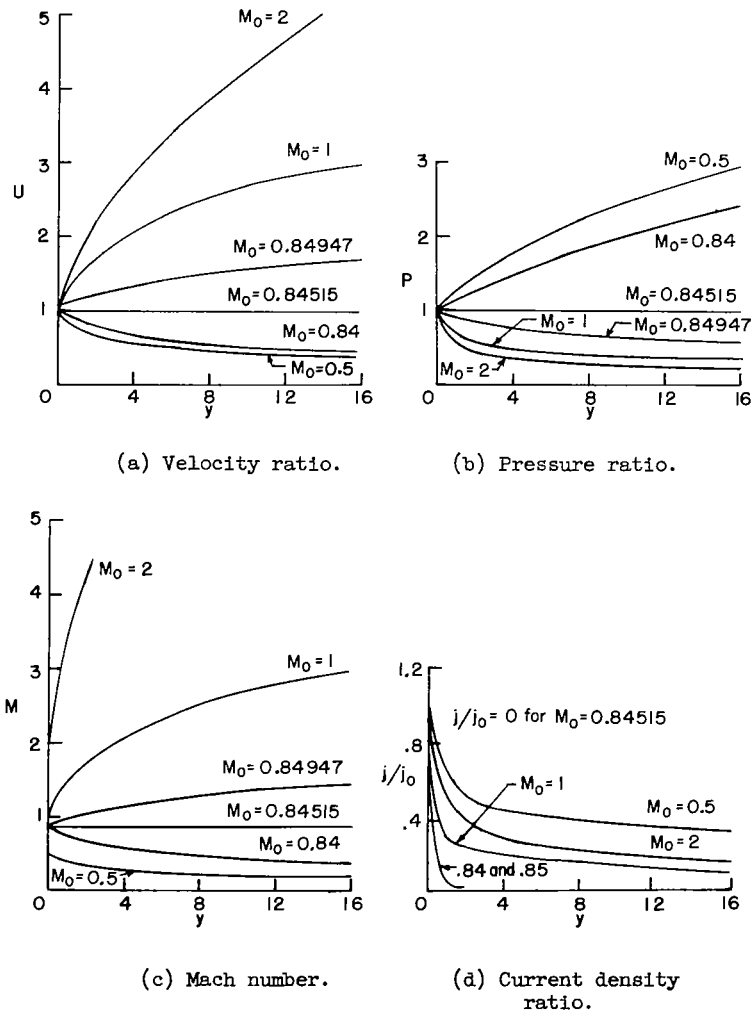 5
4
3
U
2
1
0
4
8
12
16
y
M₀ = 2
M₀ = 1
M₀ = 0.84947
M₀ = 0.84515
M₀ = 0.84
M₀ = 0.5
(a) Velocity ratio.
3
2
P
1
0
4
8
12
16
y
M₀ = 0.5
M₀ = 0.84
M₀ = 0.84515
M₀ = 1
M₀ = 0.84947
M₀ = 2
(b) Pressure ratio.
5
4
3
M
2
1
0
4
8
12
16
y
M₀ = 2
M₀ = 1
M₀ = 0.84947
M₀ = 0.84515
M₀ = 0.84
M₀ = 0.5
(c) Mach number.
1.2
.8
j/j₀
.4
0
4
8
12
16
y
j/j₀ = 0 for M₀ = 0.84515
M₀ = 1
M₀ = 0.5
M₀ = 2
.84 and .85
(d) Current density
ratio.